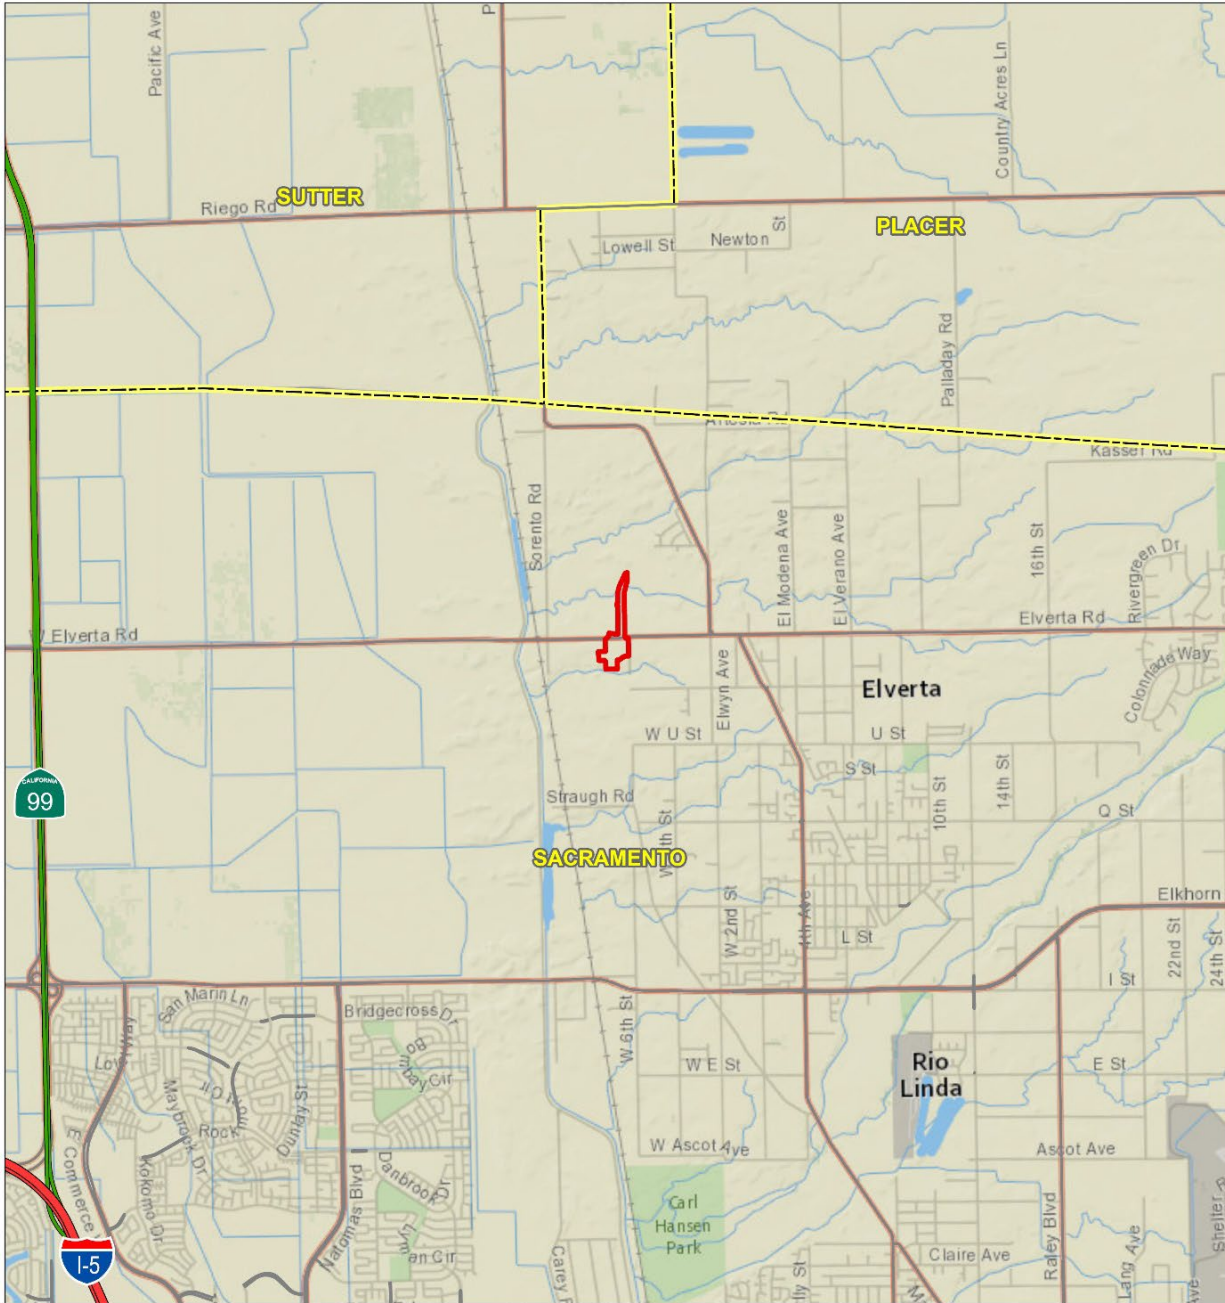 Pacific Ave
P
Country Acres Ln
SUTTER
Riego Rd
PLACER
Lowell St
Newton
St
Palladay Rd
Artesia Rd
Kasser Rd
Sorento Rd
El Modena Ave
El Verano Ave
16th St
Rivergreen Dr
W Elverta Rd
Elverta Rd
Colonnade Way
Elwyn Ave
Elverta
W U St
U St
S St
CALIFORNIA
99
Straugh Rd
10th St
14th St
Q St
SACRAMENTO
Elkhorn
W 2nd St
L St
22nd St
24th St
I St
San Marin Ln
Bridgecross Dr
W 6th St
W E St
Rio
Linda
E St
Rock
Maybrook Dr
Dunlay St
E Commerce
Kokomo Dr
Danbrook Dr
Natomas Blvd
W Ascot Ave
Ascot Ave
Carl
Hansen
Park
Raley Blvd
Claire Ave
Lang Ave
I-5